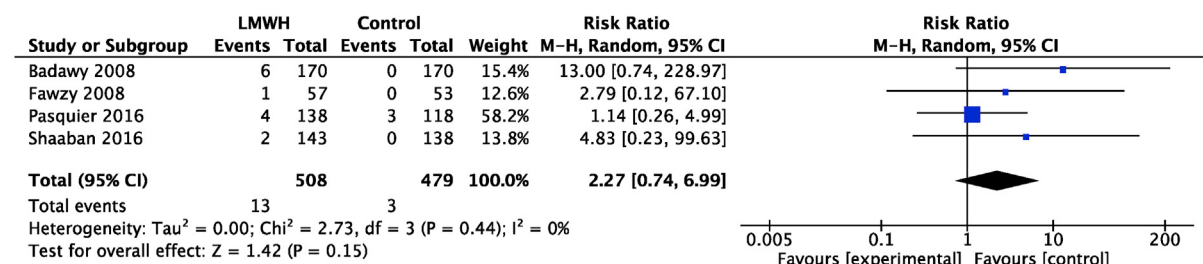 LMWH Control Risk Ratio Risk Ratio
Study or Subgroup Events Total Events Total Weight M-H, Random, 95% CI M-H, Random, 95% CI
Badawy 2008 6 170 0 170 15.4% 13.00 [0.74, 228.97]
Fawzy 2008 1 57 0 53 12.6% 2.79 [0.12, 67.10]
Pasquier 2016 4 138 3 118 58.2% 1.14 [0.26, 4.99]
Shaaban 2016 2 143 0 138 13.8% 4.83 [0.23, 99.63]
Total (95% CI) 508 479 100.0% 2.27 [0.74, 6.99]
Total events 13 3
Heterogeneity: Tau² = 0.00; Chi² = 2.73, df = 3 (P = 0.44); I² = 0%
Test for overall effect: Z = 1.42 (P = 0.15)
0.005 0.1 1 10 200
Favours [experimental] Favours [control]